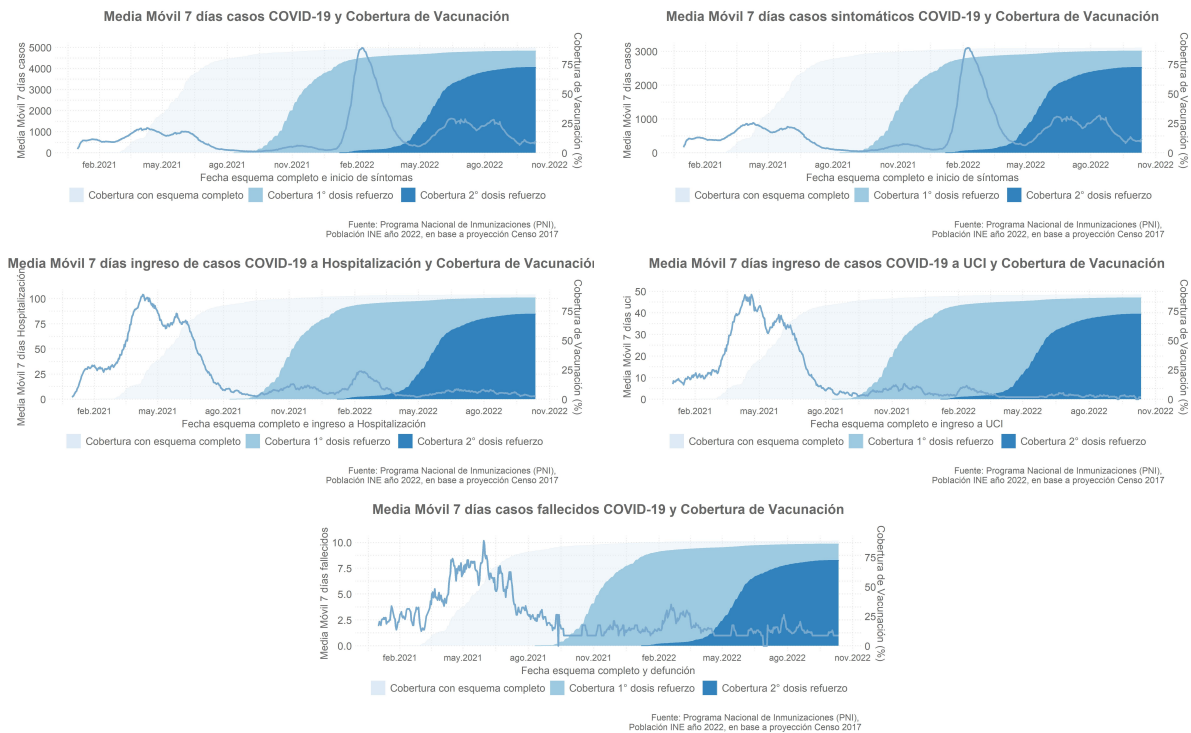 Media Móvil 7 días casos COVID-19 y Cobertura de Vacunación
Media Móvil 7 días casos
5000
4000
3000
2000
1000
0
Cobertura de Vacunación (%)
75
50
25
0
feb.2021 may.2021 ago.2021 nov.2021 feb.2022 may.2022 ago.2022 nov.2022
Fecha esquema completo e inicio de síntomas
Cobertura con esquema completo Cobertura 1° dosis refuerzo Cobertura 2° dosis refuerzo
Fuente: Programa Nacional de Inmunizaciones (PNI),
Población INE año 2022, en base a proyección Censo 2017
Media Móvil 7 días casos sintomáticos COVID-19 y Cobertura de Vacunación
Media Móvil 7 días casos
3000
2000
1000
0
Cobertura de Vacunación (%)
75
50
25
0
feb.2021 may.2021 ago.2021 nov.2021 feb.2022 may.2022 ago.2022 nov.2022
Fecha esquema completo e inicio de síntomas
Cobertura con esquema completo Cobertura 1° dosis refuerzo Cobertura 2° dosis refuerzo
Fuente: Programa Nacional de Inmunizaciones (PNI),
Población INE año 2022, en base a proyección Censo 2017
Media Móvil 7 días ingreso de casos COVID-19 a Hospitalización y Cobertura de Vacunación
Media Móvil 7 días Hospitalización
100
75
50
25
0
Cobertura de Vacunación (%)
75
50
25
0
feb.2021 may.2021 ago.2021 nov.2021 feb.2022 may.2022 ago.2022 nov.2022
Fecha esquema completo e ingreso a Hospitalización
Cobertura con esquema completo Cobertura 1° dosis refuerzo Cobertura 2° dosis refuerzo
Fuente: Programa Nacional de Inmunizaciones (PNI),
Población INE año 2022, en base a proyección Censo 2017
Media Móvil 7 días ingreso de casos COVID-19 a UCI y Cobertura de Vacunación
Media Móvil 7 días uci
50
40
30
20
10
0
Cobertura de Vacunación (%)
75
50
25
0
feb.2021 may.2021 ago.2021 nov.2021 feb.2022 may.2022 ago.2022 nov.2022
Fecha esquema completo e ingreso a UCI
Cobertura con esquema completo Cobertura 1° dosis refuerzo Cobertura 2° dosis refuerzo
Fuente: Programa Nacional de Inmunizaciones (PNI),
Población INE año 2022, en base a proyección Censo 2017
Media Móvil 7 días casos fallecidos COVID-19 y Cobertura de Vacunación
Media Móvil 7 días fallecidos
10.0
7.5
5.0
2.5
0.0
Cobertura de Vacunación (%)
75
50
25
0
feb.2021 may.2021 ago.2021 nov.2021 feb.2022 may.2022 ago.2022 nov.2022
Fecha esquema completo y defunción
Cobertura con esquema completo Cobertura 1° dosis refuerzo Cobertura 2° dosis refuerzo
Fuente: Programa Nacional de Inmunizaciones (PNI),
Población INE año 2022, en base a proyección Censo 2017